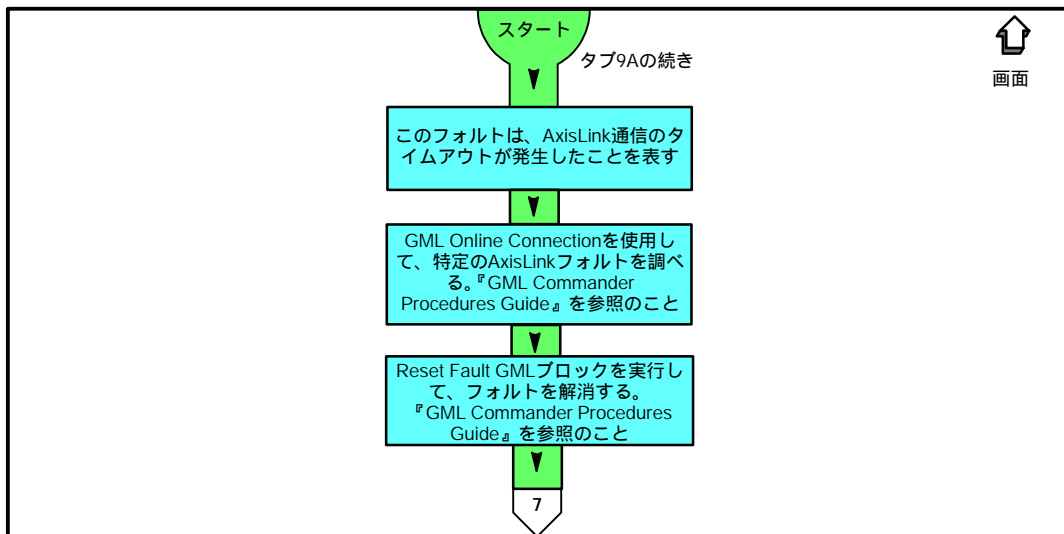 スタート
タブ9Aの続き
画面
このフォルトは、AxisLink通信のタ
イムアウトが発生したことを表す
GML Online Connectionを使用し
て、特定のAxisLinkフォルトを調べ
る。『GML Commander
Procedures Guide』を参照のこと
Reset Fault GMLブロックを実行し
て、フォルトを解消する。
『GML Commander Procedures
Guide』を参照のこと
7